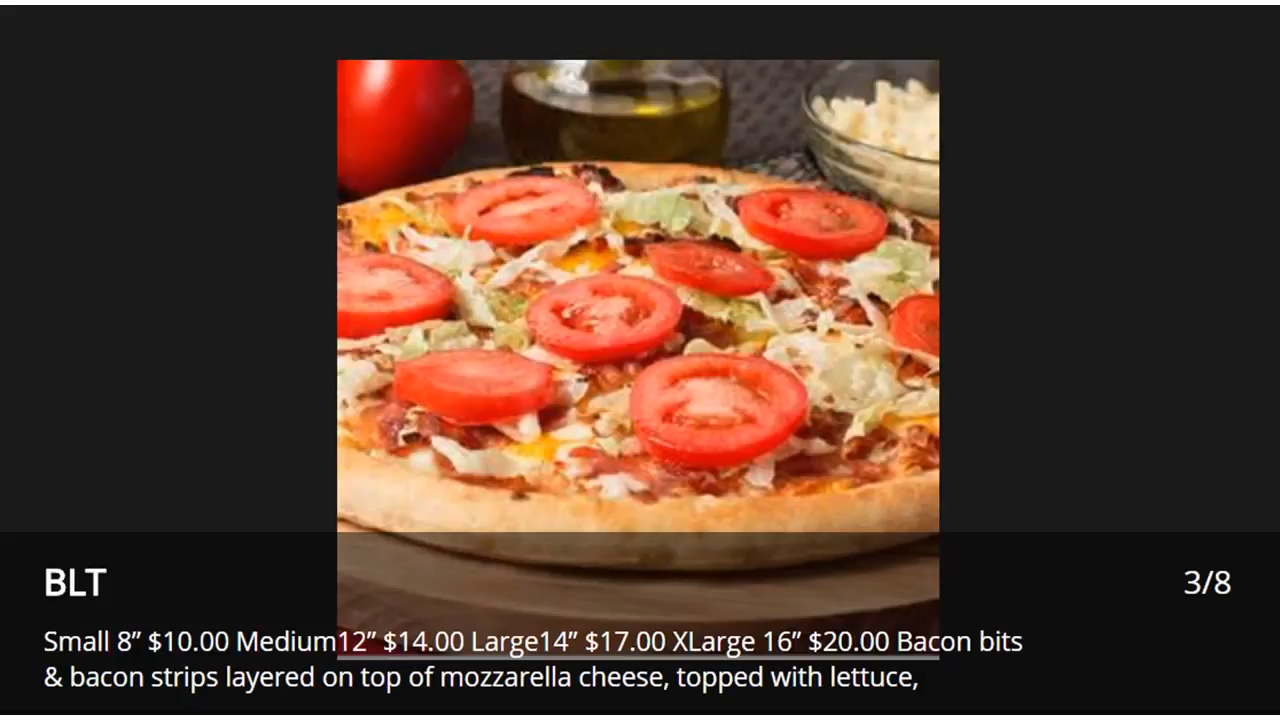 BLT
3/8
Small 8” $10.00 Medium12” $14.00 Large14” $17.00 XLarge 16” $20.00 Bacon bits
& bacon strips layered on top of mozzarella cheese, topped with lettuce,